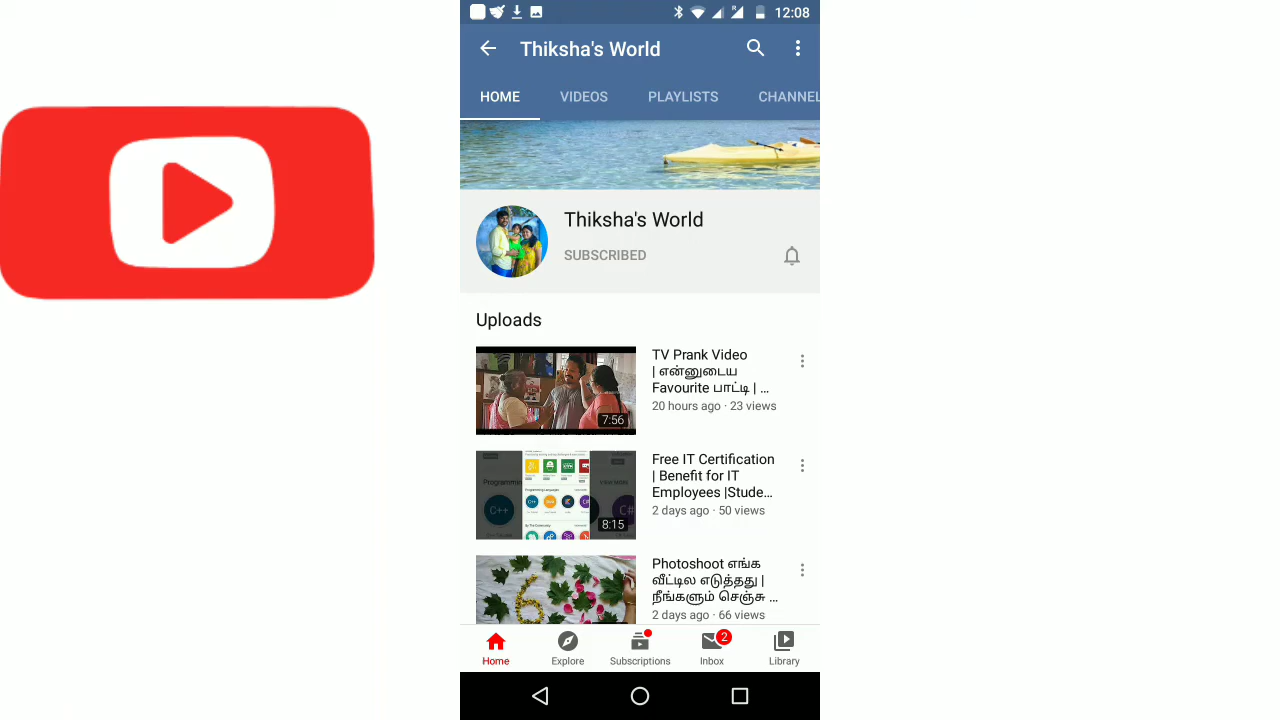 12:08
Thiksha's World
HOME VIDEOS PLAYLISTS CHANNEL
Thiksha's World
SUBSCRIBED
Uploads
TV Prank Video
| என்னுடைய
Favourite பாட்டி | ...
20 hours ago · 23 views
7:56
Free IT Certification
| Benefit for IT
Employees |Stude...
2 days ago · 50 views
Programming Languages
C++
8:15
Photoshoot எங்க
வீட்டில எடுத்தது |
நீங்களும் செஞ்சு ...
2 days ago · 66 views
2
Home Explore Subscriptions Inbox Library